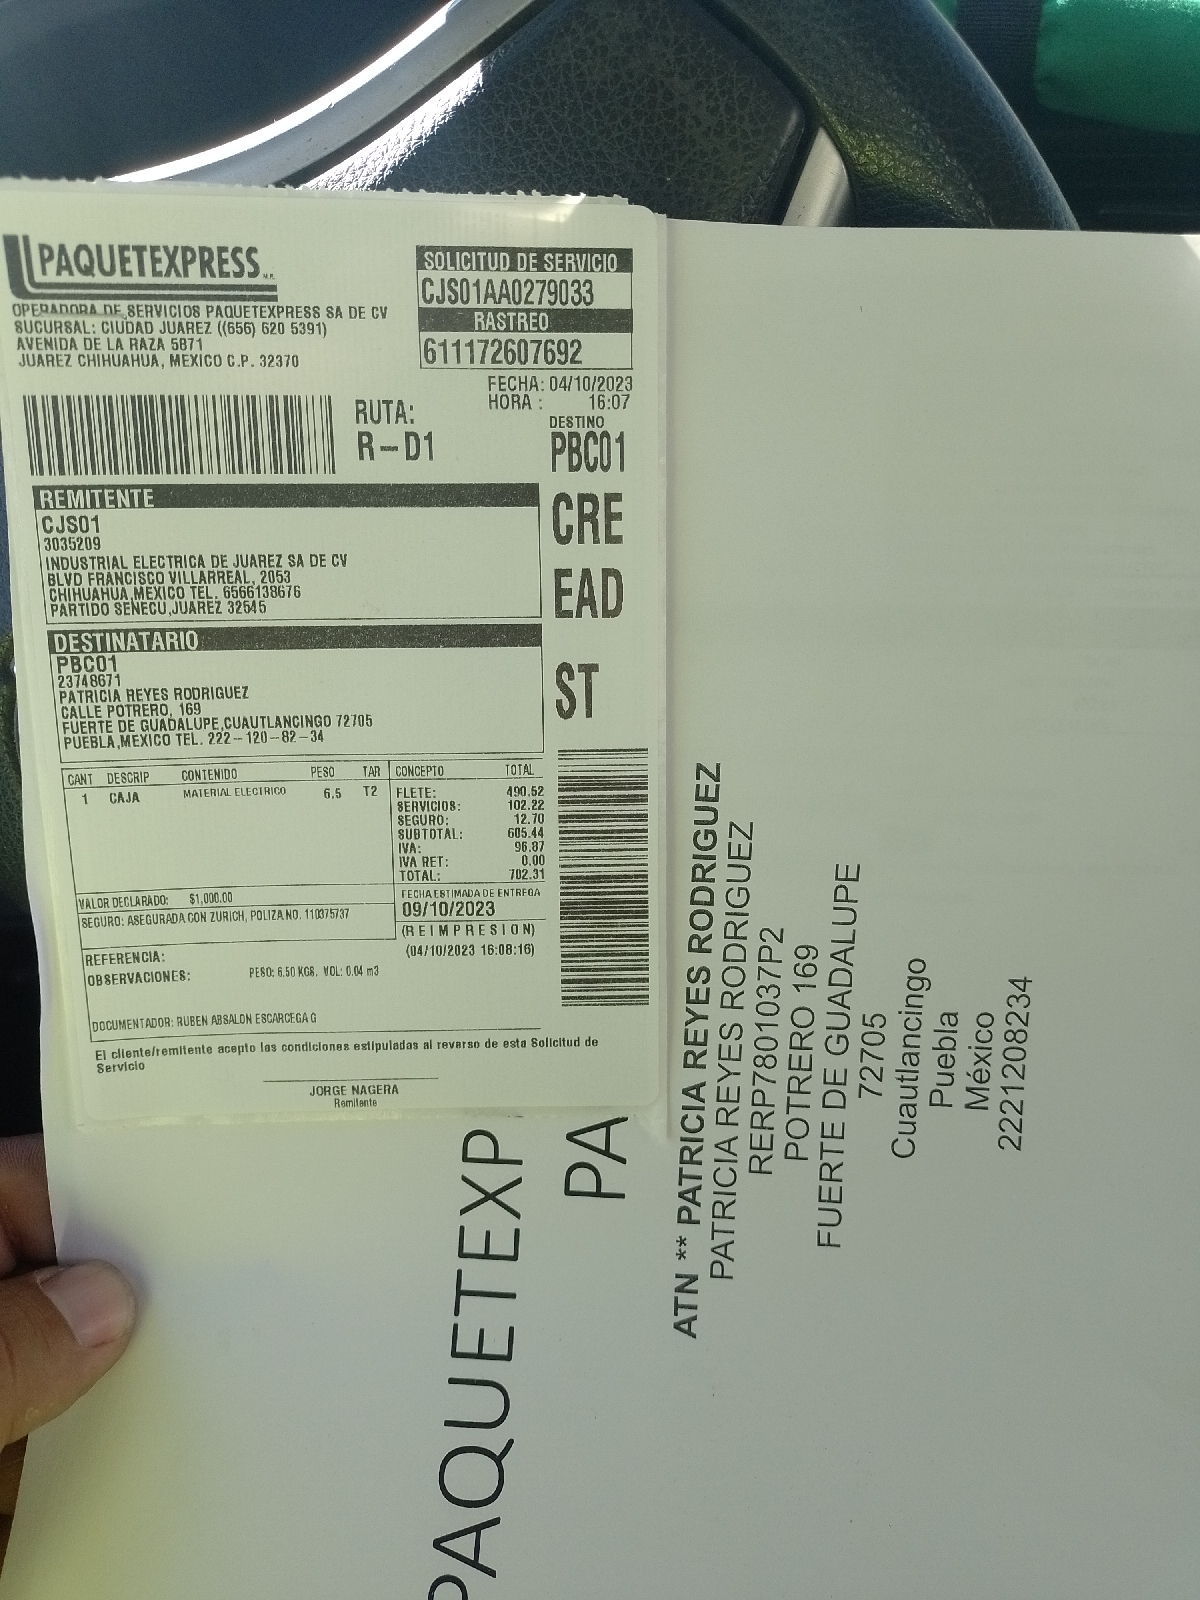 PAQUETEXPRESS M.R.
OPERADORA DE SERVICIOS PAQUETEXPRESS SA DE CV
SUCURSAL: CIUDAD JUAREZ ((656) 620 5391)
AVENIDA DE LA RAZA 5871
JUAREZ CHIHUAHUA, MEXICO C.P. 32370
SOLICITUD DE SERVICIO
CJS01AA0279033
RASTREO
611172607692
FECHA: 04/10/2023
HORA : 16:07
RUTA:
R-D1
DESTINO
PBC01
CRE
EAD
ST
REMITENTE
CJS01
3035209
INDUSTRIAL ELECTRICA DE JUAREZ SA DE CV
BLVD FRANCISCO VILLARREAL, 2053
CHIHUAHUA,MEXICO TEL. 6566138676
PARTIDO SENECU,JUAREZ 32545
DESTINATARIO
PBC01
23748671
PATRICIA REYES RODRIGUEZ
CALLE POTRERO, 169
FUERTE DE GUADALUPE,CUAUTLANCINGO 72705
PUEBLA,MEXICO TEL. 222-120-82-34
CANT DESCRIP CONTENIDO PESO TAR
1 CAJA MATERIAL ELECTRICO 6.5 T2
CONCEPTO TOTAL
FLETE: 490.52
SERVICIOS: 102.22
SEGURO: 12.70
SUBTOTAL: 605.44
IVA: 96.87
IVA RET: 0.00
TOTAL: 702.31
VALOR DECLARADO: $1,000.00
SEGURO: ASEGURADA CON ZURICH, POLIZA NO. 110375737
FECHA ESTIMADA DE ENTREGA
09/10/2023
(REIMPRESION)
(04/10/2023 16:08:16)
REFERENCIA:
OBSERVACIONES: PESO: 6.50 KGS. VOL: 0.04 m3
DOCUMENTADOR: RUBEN ABSALON ESCARCEGA G
El cliente/remitente acepto las condiciones estipuladas al reverso de esta Solicitud de
Servicio
JORGE NAGERA
Remitente
PAQUETEXP
PA
ATN ** PATRICIA REYES RODRIGUEZ
PATRICIA REYES RODRIGUEZ
RERP7801037P2
POTRERO 169
FUERTE DE GUADALUPE
72705
Cuautlancingo
Puebla
México
2221208234